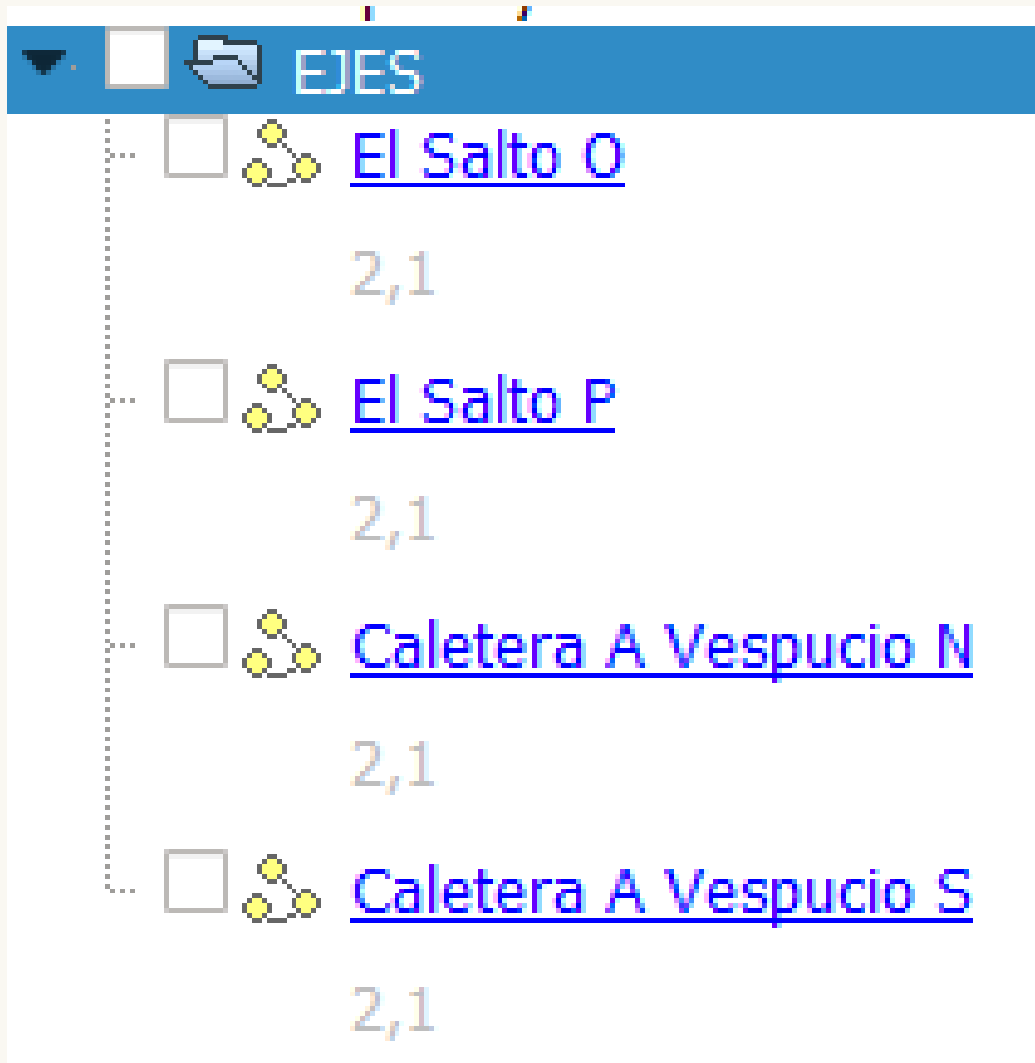 EJES
El Salto O
2,1
El Salto P
2,1
Caletera A Vespucio N
2,1
Caletera A Vespucio S
2,1